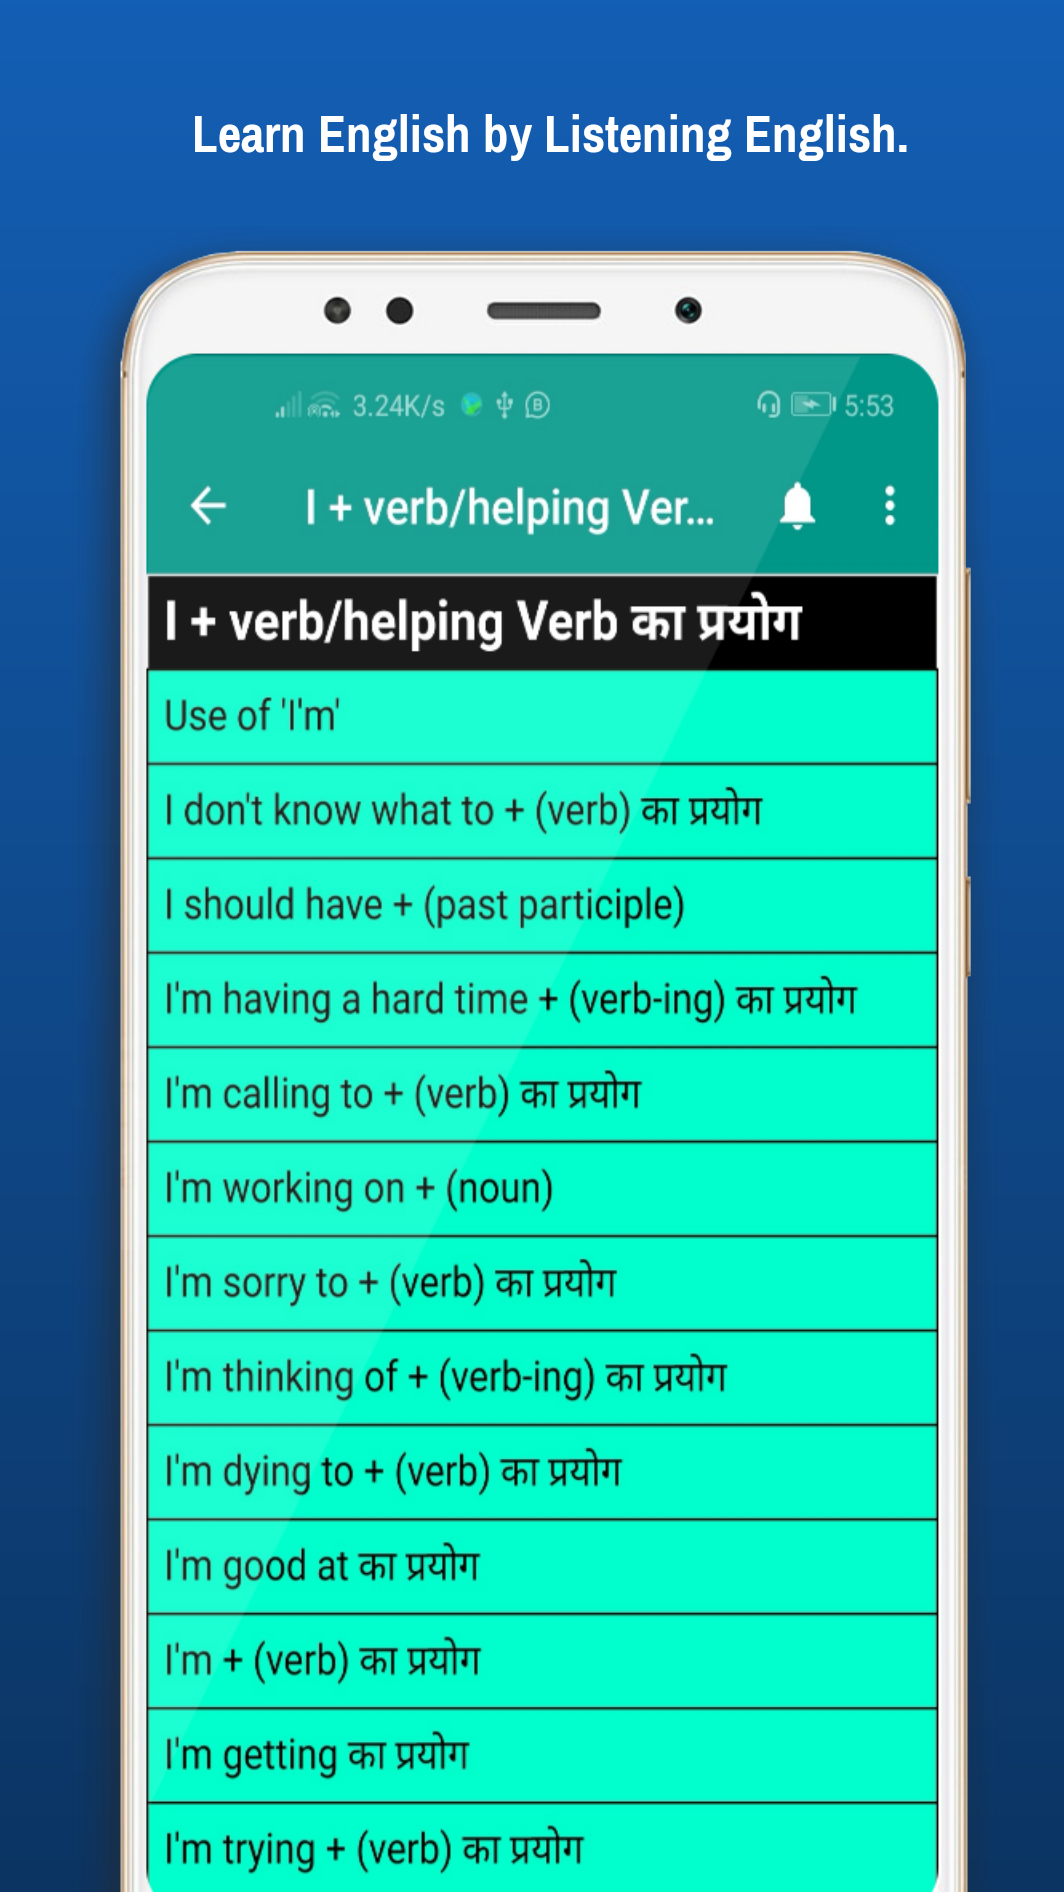 Learn English by Listening English.
3.24K/s 5:53
I + verb/helping Ver...
I + verb/helping Verb का प्रयोग
Use of 'I'm'
I don't know what to + (verb) का प्रयोग
I should have + (past participle)
I'm having a hard time + (verb-ing) का प्रयोग
I'm calling to + (verb) का प्रयोग
I'm working on + (noun)
I'm sorry to + (verb) का प्रयोग
I'm thinking of + (verb-ing) का प्रयोग
I'm dying to + (verb) का प्रयोग
I'm good at का प्रयोग
I'm + (verb) का प्रयोग
I'm getting का प्रयोग
I'm trying + (verb) का प्रयोग